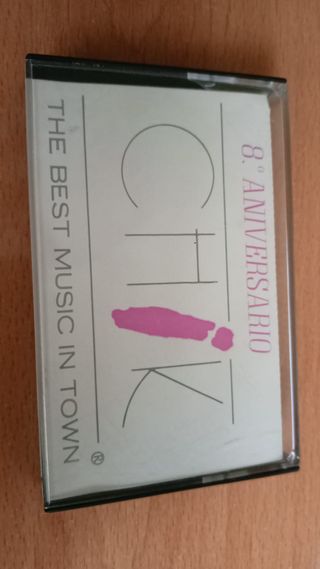 8.º ANIVERSARIO
CHiK
THE BEST MUSIC IN TOWN ®